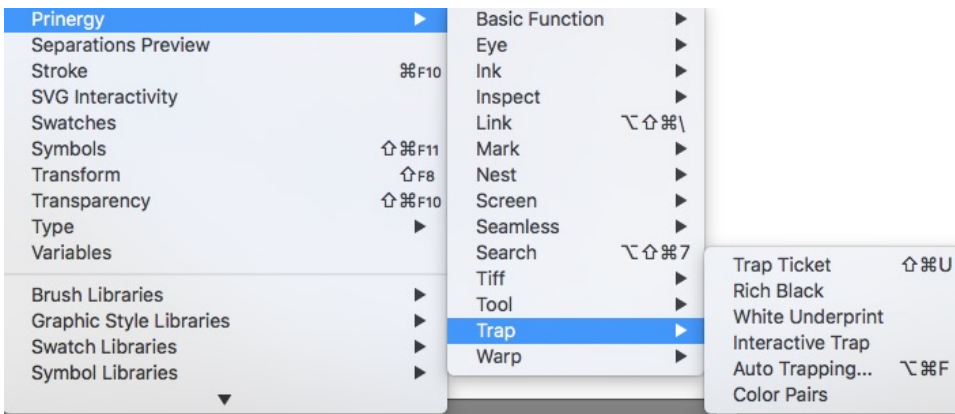 Prinergy
Separations Preview
Stroke ⌘F10
SVG Interactivity
Swatches
Symbols ⇧⌘F11
Transform ⇧F8
Transparency ⇧⌘F10
Type
Variables
Brush Libraries
Graphic Style Libraries
Swatch Libraries
Symbol Libraries
Basic Function
Eye
Ink
Inspect
Link ⌥⇧⌘\
Mark
Nest
Screen
Seamless
Search ⌥⇧⌘7
Tiff
Tool
Trap
Warp
Trap Ticket ⇧⌘U
Rich Black
White Underprint
Interactive Trap
Auto Trapping... ⌥⌘F
Color Pairs